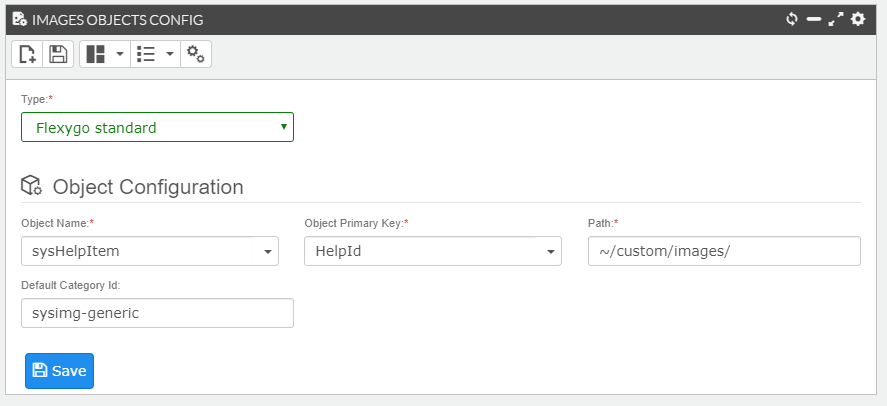 IMAGES OBJECTS CONFIG
Type:*
Flexygo standard
Object Configuration
Object Name:* Object Primary Key:* Path:*
sysHelpItem HelpId ~/custom/images/
Default Category Id:
sysimg-generic
Save